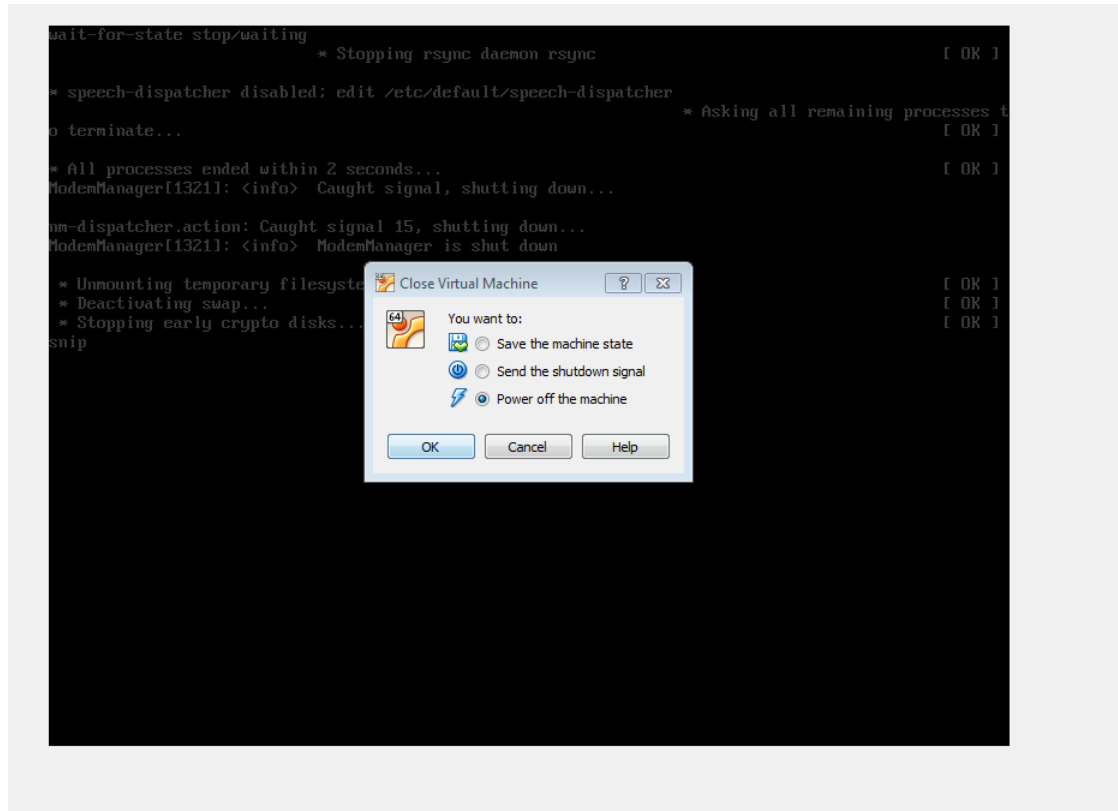 wait-for-state stop/waiting
* Stopping rsync daemon rsync [ OK ]
* speech-dispatcher disabled; edit /etc/default/speech-dispatcher
* Asking all remaining processes t
o terminate... [ OK ]
* All processes ended within 2 seconds... [ OK ]
ModemManager[1321]: <info> Caught signal, shutting down...
nm-dispatcher.action: Caught signal 15, shutting down...
ModemManager[1321]: <info> ModemManager is shut down
* Unmounting temporary filesyste [ OK ]
* Deactivating swap... [ OK ]
* Stopping early crypto disks... [ OK ]
snip
Close Virtual Machine
64
You want to:
Save the machine state
Send the shutdown signal
Power off the machine
OK Cancel Help